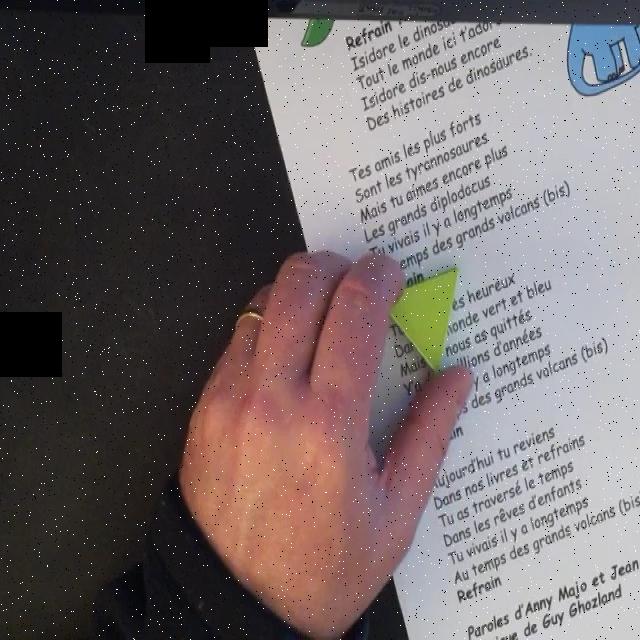 Refrain
Isidore le dinosaure
Tout le monde ici t'adore
Isidore dis-nous encore
Des histoires de dinosaures
Tes amis les plus forts
Sont les tyrannosaures
Mais tu aimes encore plus
Les grands diplodocus
Tu vivais il y a longtemps
temps des grands volcans (bis)
heureux
monde vert et bleu
Mais nous as quittés
d'années
y a longtemps
des grands volcans (bis)
Aujourd'hui tu reviens
Dans nos livres et refrains
Tu as traversé le temps
Dans les rêves d'enfants
Tu vivais il y a longtemps
Au temps des grands volcans (bis
Refrain
Paroles d'Anny Majo et Jean
de Guy Ghozland